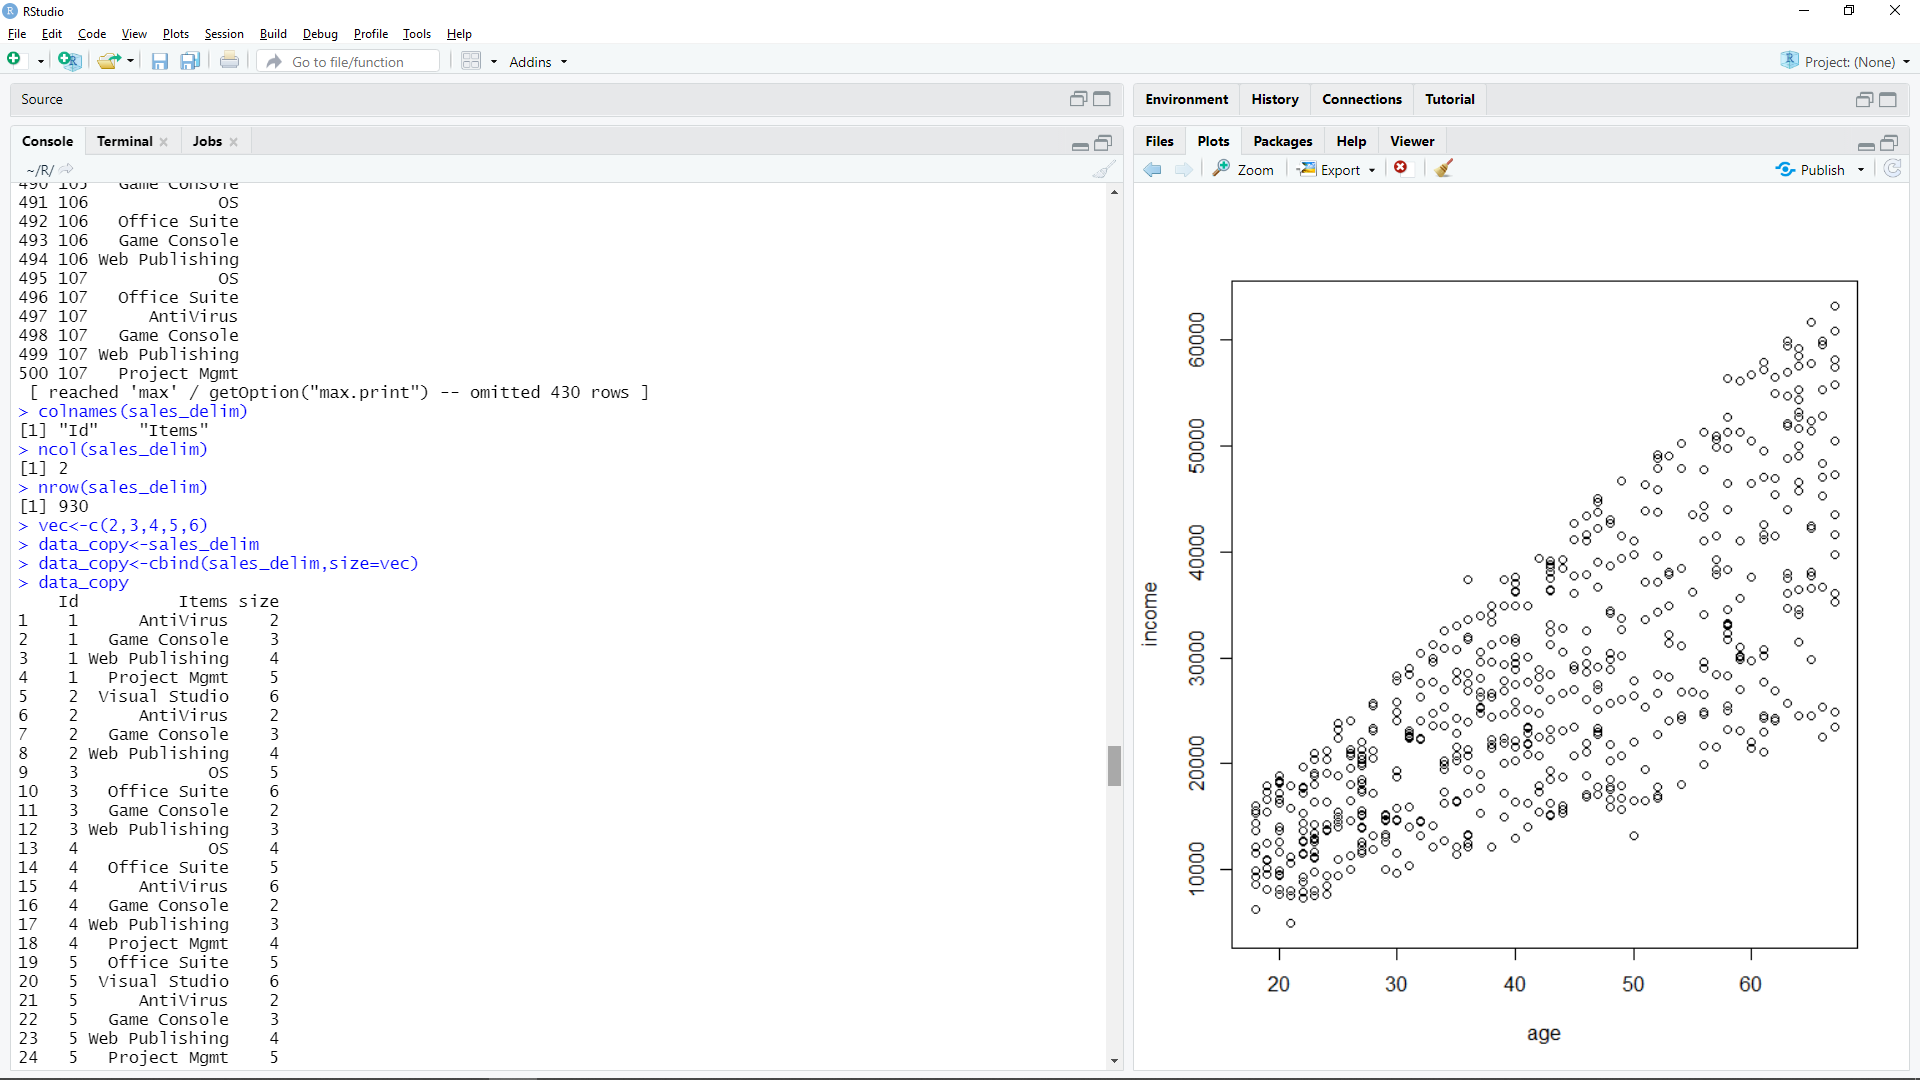 RStudio
File Edit Code View Plots Session Build Debug Profile Tools Help
Go to file/function Addins Project: (None)
Source
Environment History Connections Tutorial
Console Terminal Jobs
Files Plots Packages Help Viewer
~/R/
Zoom Export Publish
490 105 Game Console
491 106 OS
492 106 Office Suite
493 106 Game Console
494 106 Web Publishing
495 107 OS
496 107 Office Suite
497 107 AntiVirus
498 107 Game Console
499 107 Web Publishing
500 107 Project Mgmt
[ reached 'max' / getOption("max.print") -- omitted 430 rows ]
> colnames(sales_delim)
[1] "Id" "Items"
> ncol(sales_delim)
[1] 2
> nrow(sales_delim)
[1] 930
> vec<-c(2,3,4,5,6)
> data_copy<-sales_delim
> data_copy<-cbind(sales_delim,size=vec)
> data_copy
Id Items size
1 1 AntiVirus 2
2 1 Game Console 3
3 1 Web Publishing 4
4 1 Project Mgmt 5
5 2 Visual Studio 6
6 2 AntiVirus 2
7 2 Game Console 3
8 2 Web Publishing 4
9 3 OS 5
10 3 Office Suite 6
11 3 Game Console 2
12 3 Web Publishing 3
13 4 OS 4
14 4 Office Suite 5
15 4 AntiVirus 6
16 4 Game Console 2
17 4 Web Publishing 3
18 4 Project Mgmt 4
19 5 Office Suite 5
20 5 Visual Studio 6
21 5 AntiVirus 2
22 5 Game Console 3
23 5 Web Publishing 4
24 5 Project Mgmt 5
income
60000
50000
40000
30000
20000
10000
20 30 40 50 60
age